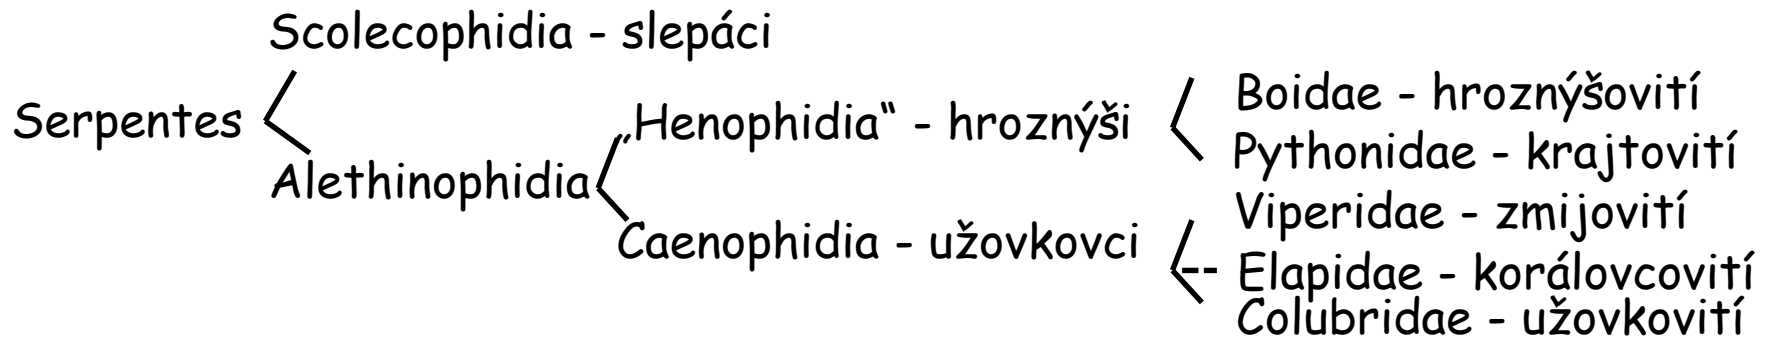 Scolecophidia - slepáci
Serpentes
Alethinophidia
„Henophidia“ - hroznýši
Caenophidia - užovkovci
Boidae - hroznýšovití
Pythonidae - krajtovití
Viperidae - zmijovití
Elapidae - korálovcovití
Colubridae - užovkovití